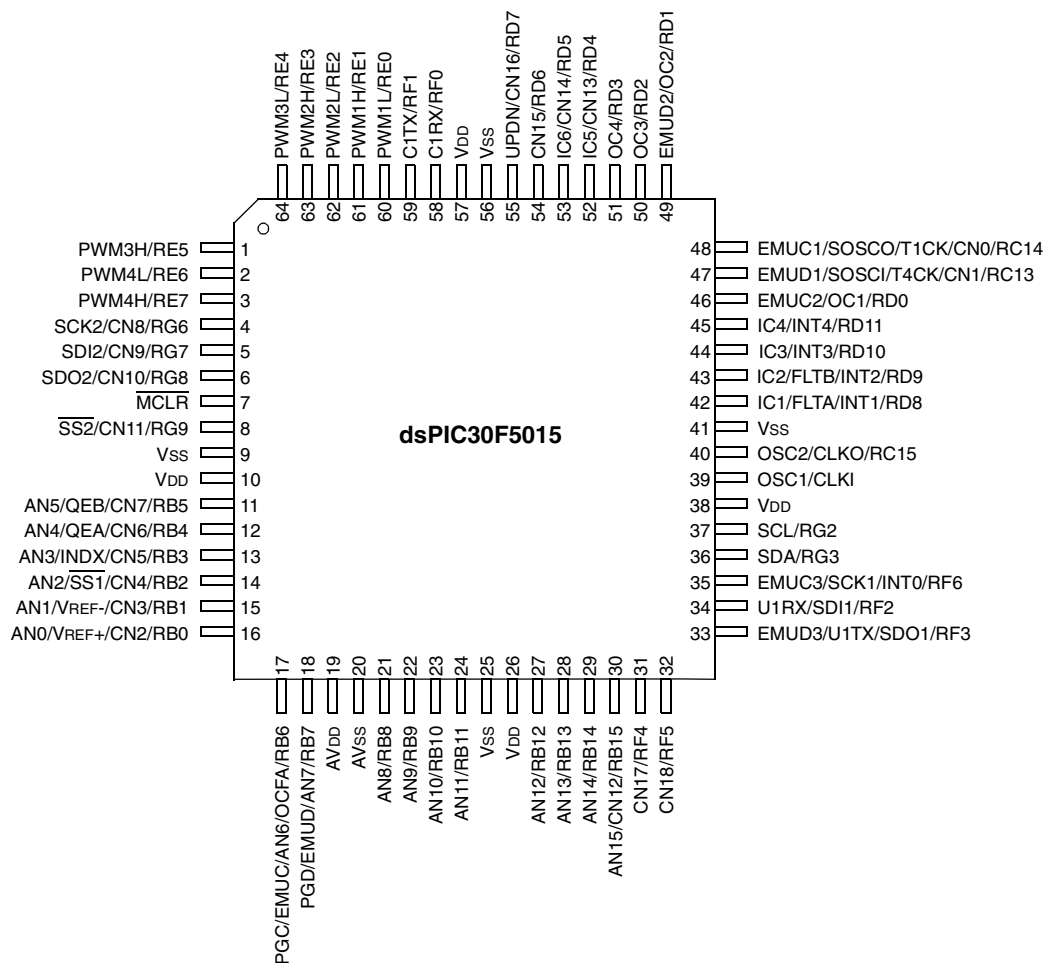 PWM3L/RE4
PWM2H/RE3
PWM2L/RE2
PWM1H/RE1
PWM1L/RE0
C1TX/RF1
C1RX/RF0
VDD
VSS
UPDN/CN16/RD7
CN15/RD6
IC6/CN14/RD5
IC5/CN13/RD4
OC4/RD3
OC3/RD2
EMUD2/OC2/RD1
64 63 62 61 60 59 58 57 56 55 54 53 52 51 50 49
PWM3H/RE5 1
PWM4L/RE6 2
PWM4H/RE7 3
SCK2/CN8/RG6 4
SDI2/CN9/RG7 5
SDO2/CN10/RG8 6
MCLR 7
SS2/CN11/RG9 8
VSS 9
VDD 10
AN5/QEB/CN7/RB5 11
AN4/QEA/CN6/RB4 12
AN3/INDX/CN5/RB3 13
AN2/SS1/CN4/RB2 14
AN1/VREF-/CN3/RB1 15
AN0/VREF+/CN2/RB0 16
dsPIC30F5015
48 EMUC1/SOSCO/T1CK/CN0/RC14
47 EMUD1/SOSCI/T4CK/CN1/RC13
46 EMUC2/OC1/RD0
45 IC4/INT4/RD11
44 IC3/INT3/RD10
43 IC2/FLTB/INT2/RD9
42 IC1/FLTA/INT1/RD8
41 VSS
40 OSC2/CLKO/RC15
39 OSC1/CLKI
38 VDD
37 SCL/RG2
36 SDA/RG3
35 EMUC3/SCK1/INT0/RF6
34 U1RX/SDI1/RF2
33 EMUD3/U1TX/SDO1/RF3
17 18 19 20 21 22 23 24 25 26 27 28 29 30 31 32
PGC/EMUC/AN6/OCFA/RB6
PGD/EMUD/AN7/RB7
AVDD
AVSS
AN8/RB8
AN9/RB9
AN10/RB10
AN11/RB11
VSS
VDD
AN12/RB12
AN13/RB13
AN14/RB14
AN15/CN12/RB15
CN17/RF4
CN18/RF5